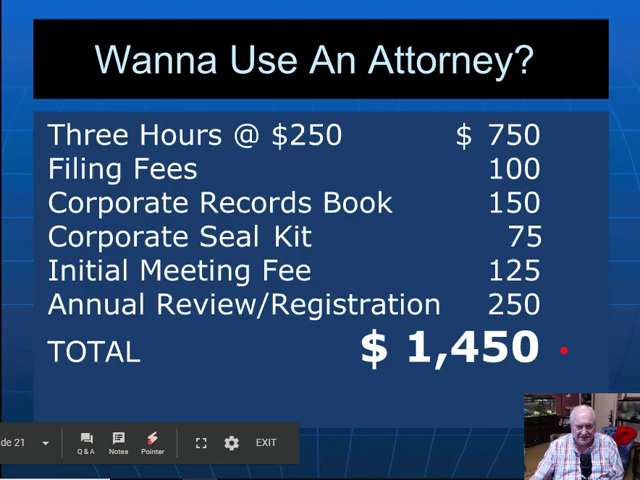 Wanna Use An Attorney?
Three Hours @ $250 $ 750
Filing Fees 100
Corporate Records Book 150
Corporate Seal Kit 75
Initial Meeting Fee 125
Annual Review/Registration 250
TOTAL $ 1,450
de 21 Q & A Notes Pointer EXIT